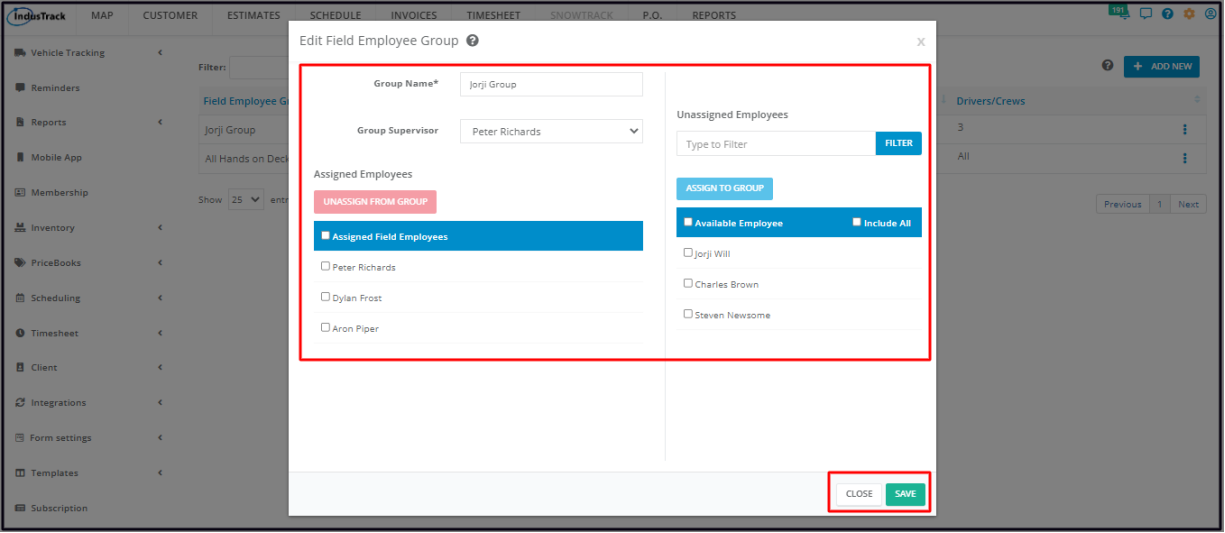 IndusTrack MAP CUSTOMER ESTIMATES SCHEDULE INVOICES TIMESHEET SNOWTRACK P.O. REPORTS 191
Edit Field Employee Group
x
Vehicle Tracking
Reminders
Reports
Mobile App
Membership
Inventory
PriceBooks
Scheduling
Timesheet
Client
Integrations
Form settings
Templates
Subscription
Filter:
+ ADD NEW
Field Employee G
Drivers/Crews
Jorji Group
3
All Hands on Deck
All
Show 25 entr
Previous 1 Next
Group Name*
Jorji Group
Group Supervisor
Peter Richards
Assigned Employees
UNASSIGN FROM GROUP
Assigned Field Employees
Peter Richards
Dylan Frost
Aron Piper
Unassigned Employees
Type to Filter
FILTER
ASSIGN TO GROUP
Available Employee
Include All
Jorji Will
Charles Brown
Steven Newsome
CLOSE
SAVE